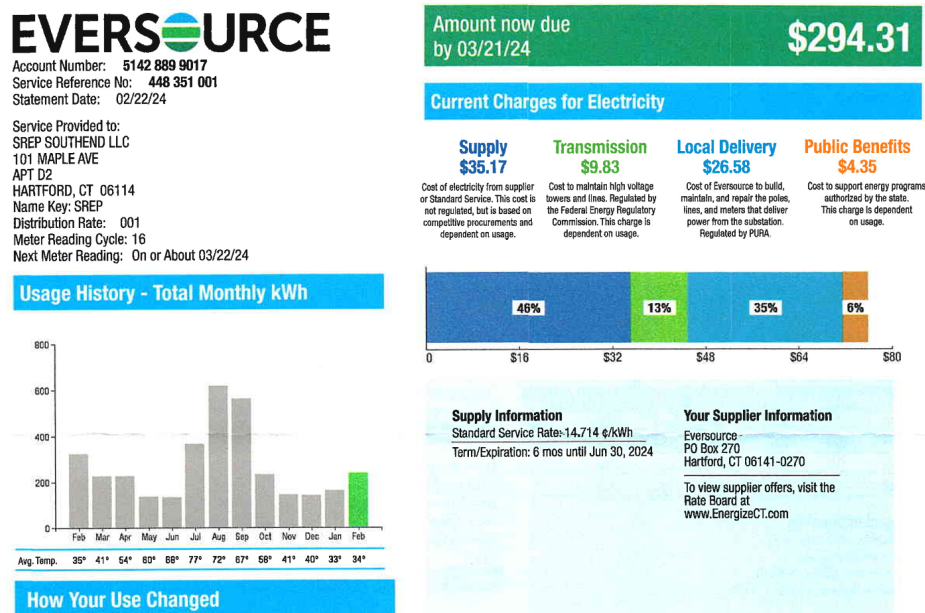 EVERSOURCE
Account Number: 5142 889 9017
Service Reference No: 448 351 001
Statement Date: 02/22/24
Service Provided to:
SREP SOUTHEND LLC
101 MAPLE AVE
APT D2
HARTFORD, CT 06114
Name Key: SREP
Distribution Rate: 001
Meter Reading Cycle: 16
Next Meter Reading: On or About 03/22/24
Usage History - Total Monthly kWh
800
600
400
200
0
Feb Mar Apr May Jun Jul Aug Sep Oct Nov Dec Jan Feb
Avg. Temp. 35° 41° 54° 60° 68° 77° 72° 67° 58° 41° 40° 33° 34°
How Your Use Changed
Amount now due
by 03/21/24
$294.31
Current Charges for Electricity
Supply
$35.17
Cost of electricity from supplier
or Standard Service. This cost is
not regulated, but is based on
competitive procurements and
dependent on usage.
Transmission
$9.83
Cost to maintain high voltage
towers and lines. Regulated by
the Federal Energy Regulatory
Commission. This charge is
dependent on usage.
Local Delivery
$26.58
Cost of Eversource to build,
maintain, and repair the poles,
lines, and meters that deliver
power from the substation.
Regulated by PURA.
Public Benefits
$4.35
Cost to support energy programs
authorized by the state.
This charge is dependent
on usage.
46% 13% 35% 6%
0 $16 $32 $48 $64 $80
Supply Information
Standard Service Rate: 14.714 ¢/kWh
Term/Expiration: 6 mos until Jun 30, 2024
Your Supplier Information
Eversource
PO Box 270
Hartford, CT 06141-0270
To view supplier offers, visit the
Rate Board at
www.EnergizeCT.com